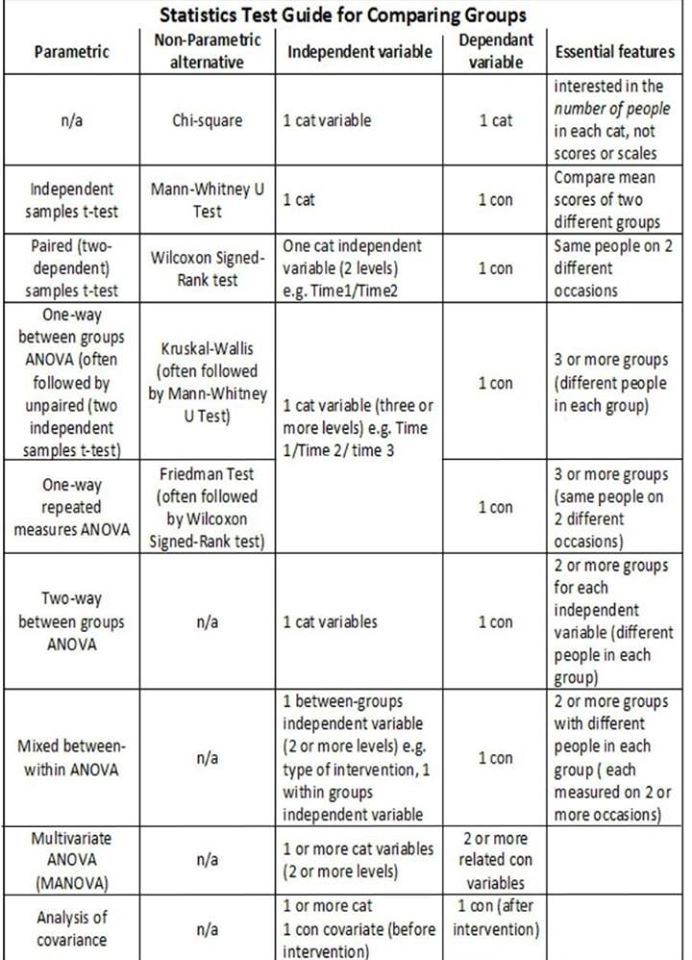 Statistics Test Guide for Comparing Groups
Parametric
Non-Parametric
alternative
Independent variable
Dependant
variable
Essential features
n/a
Chi-square
1 cat variable
1 cat
interested in the
number of people
in each cat, not
scores or scales
Independent
samples t-test
Mann-Whitney U
Test
1 cat
1 con
Compare mean
scores of two
different groups
Paired (two-
dependent)
samples t-test
Wilcoxon Signed-
Rank test
One cat independent
variable (2 levels)
e.g. Time1/Time2
1 con
Same people on 2
different
occasions
One-way
between groups
ANOVA (often
followed by
unpaired (two
independent
samples t-test)
Kruskal-Wallis
(often followed
by Mann-Whitney
U Test)
1 cat variable (three or
more levels) e.g. Time
1/Time 2/ time 3
1 con
3 or more groups
(different people
in each group)
One-way
repeated
measures ANOVA
Friedman Test
(often followed
by Wilcoxon
Signed-Rank test)
1 con
3 or more groups
(same people on
2 different
occasions)
Two-way
between groups
ANOVA
n/a
1 cat variables
1 con
2 or more groups
for each
independent
variable (different
people in each
group)
Mixed between-
within ANOVA
n/a
1 between-groups
independent variable
(2 or more levels) e.g.
type of intervention, 1
within groups
independent variable
1 con
2 or more groups
with different
people in each
group ( each
measured on 2 or
more occasions)
Multivariate
ANOVA
(MANOVA)
n/a
1 or more cat variables
(2 or more levels)
2 or more
related con
variables
Analysis of
covariance
n/a
1 or more cat
1 con covariate (before
intervention)
1 con (after
intervention)